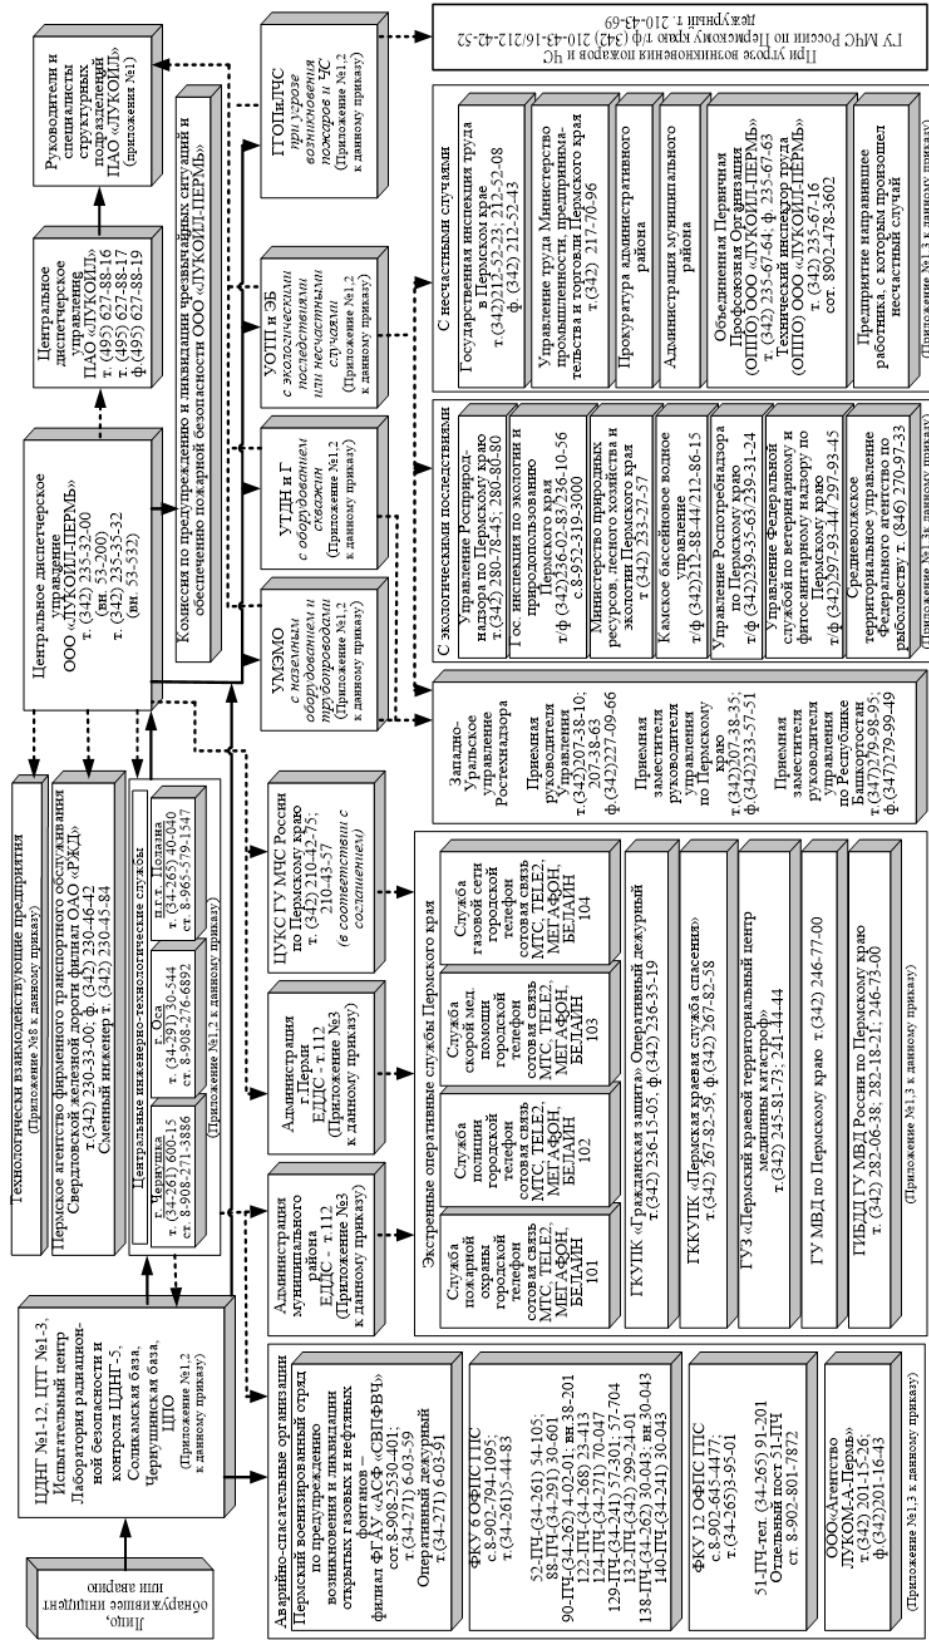 Лицо,
обнаружившее инцидент
или аварию
ЦДНГ №1-12, ЦТГ №1-3,
Испытательный центр
Лаборатория радиацион-
ной безопасности и
контроля ЦДНГ-5,
Соликамская база,
Чернушинская база,
ЦПО
(Приложение №1,2
к данному приказу)
Технологически взаимодействующие предприятия
(Приложение №8 к данному приказу)
Пермское агентство фирменного транспортного обслуживания
Свердловской железной дороги филиал ОАО «РЖД»
т.(342) 230-33-00; ф. (342) 230-46-42
Сменный инженер т. (342) 230-45-84
Центральные инженерно-технологические службы
г. Чернушка
т. (34-261) 600-15
ст. 8-908-271-3886
г. Оса
т. (34-291) 30-544
ст. 8-908-276-6892
п.г.т. Полазна
т. (34-265) 40-040
ст. 8-965-579-1547
(Приложение №1,2 к данному приказу)
Центральное диспетчерское
управление
ООО «ЛУКОЙЛ-ПЕРМЬ»
т. (342) 235-32-00
(вн. 53-200)
т. (342) 235-35-32
(вн. 53-532)
Центральное
диспетчерское
управление
ПАО «ЛУКОЙЛ»
т. (495) 627-88-16
т. (495) 627-88-17
ф.(495) 627-88-19
Руководители и
специалисты
структурных
подразделений
ПАО «ЛУКОЙЛ»
(приложения №1)
Комиссия по предупреждению и ликвидации чрезвычайных ситуаций и
обеспечению пожарной безопасности ООО «ЛУКОЙЛ-ПЕРМЬ»
Аварийно-спасательные организации
Пермский военизированный отряд
по предупреждению
возникновения и ликвидации
открытых газовых и нефтяных
фонтанов –
филиал ФГАУ «АСФ «СВПФВЧ»
сот.8-908-2530-401;
т.(34-271) 6-03-59
Оперативный дежурный
т.(34-271) 6-03-91
ФКУ 6 ОФПС ГПС
с.8-902-794-1095;
т.(34-261)5-44-83
52-ПЧ-(34-261) 54-105;
88-ПЧ-(34-291) 30-601
90-ПЧ-(34-262) 4-02-01; вн.38-201
122-ПЧ-(34-268) 23-413
124-ПЧ-(34-271) 70-047
129-ПЧ-(34-241) 57-301; 57-704
132-ПЧ-(342) 299-24-01
138-ПЧ-(34-262) 30-043; вн.30-043
140-ПЧ-(34-241) 30-043
ФКУ 12 ОФПС ГПС
с.8-902-645-4477;
т.(34-265)3-95-01
51-ПЧ-тел. (34-265) 91-201
Отдельный пост 51-ПЧ
ст. 8-902-801-7872
ООО«Агентство
ЛУКОМ-А-Пермь»
т.(342) 201-15-26;
ф.(342)201-16-43
(Приложение №1,3 к данному приказу)
Администрация
муниципального
района
ЕДДС - т.112
(Приложение №3
к данному приказу)
Администрация
г.Перми
ЕДДС - т.112
(Приложение №3
к данному приказу)
ЦУКС ГУ МЧС России
по Пермскому краю
т. (342) 210-42-75;
210-43-57
(в соответствии с
соглашением)
Экстренные оперативные службы Пермского края
Служба
пожарной
охраны
городской
телефон
сотовая связь
МТС, TELE2,
МЕГАФОН,
БЕЛАЙН
101
Служба
полиции
городской
телефон
сотовая связь
МТС, TELE2,
МЕГАФОН,
БЕЛАЙН
102
Служба
скорой мед.
помощи
городской
телефон
сотовая связь
МТС, TELE2,
МЕГАФОН,
БЕЛАЙН
103
Служба
газовой сети
городской
телефон
сотовая связь
МТС, TELE2,
МЕГАФОН,
БЕЛАЙН
104
ГКУПК «Гражданская защита» Оперативный дежурный
т.(342) 236-15-05, ф.(342) 236-35-19
ГККУПК «Пермская краевая служба спасения»
т.(342) 267-82-59, ф.(342) 267-82-58
ГУЗ «Пермский краевой территориальный центр
медицины катастроф»
т.(342) 245-81-73; 241-44-44
ГУ МВД по Пермскому краю т.(342) 246-77-00
ГИБДД ГУ МВД России по Пермскому краю
т. (342) 282-06-38; 282-18-21; 246-73-00
(Приложение №1,3 к данному приказу)
УМЭМО
с наземным
оборудованием и
трубопроводами
(Приложение №1,2
к данному приказу)
УТДН и Г
с оборудованием
скважин
(Приложение №1,2
к данному приказу)
УОТП и ЭБ
с экологическими
последствиями
или несчастными
случаями
(Приложение №1,2
к данному приказу)
ГГОПиЛЧС
при угрозе
возникновения
пожаров и ЧС
(Приложение №1,2
к данному приказу)
Западно-
Уральское
управление
Ростехнадзора
Приемная
руководителя
Управления
т.(342)207-38-10;
207-38-63
ф.(342)227-09-66
Приемная
заместителя
руководителя
управления
по Пермскому
краю
т.(342)207-38-35;
ф.(342)233-57-51
Приемная
заместителя
руководителя
управления
по Республике
Башкортостан
т.(347)279-98-95;
ф.(347)279-99-49
С экологическими последствиями
Управление Росприрод-
надзора по Пермскому краю
т.(342) 280-78-45; 280-80-80
Гос. инспекция по экологии и
природопользованию
Пермского края
т/ф (342)236-02-83/236-10-56
с.8-952-319-3000
Министерство природных
ресурсов, лесного хозяйства и
экологии Пермского края
т (342) 233-27-57
Камское бассейновое водное
управление
т/ф (342)212-88-44/212-86-15
Управление Роспотребнадзора
по Пермскому краю
т/ф (342)239-35-63/239-31-24
Управление Федеральной
службой по ветеринарному и
фитосанитарному надзору по
Пермскому краю
т/ф (342)297-93-44/ 297-93-45
Средневолжское
территориальное управление
Федерального агентство по
рыболовству т. (846) 270-97-33
(Приложение №1,3к данному приказу)
С несчастными случаями
Государственная инспекция труда
в Пермском крае
т.(342)212-52-23; 212-52-08
ф. (342) 212-52-43
Управление труда Министерство
промышленности, предпринима-
тельства и торговли Пермского края
т.(342) 217-70-96
Прокуратура административного
района
Администрация муниципального
района
Объединенная Первичная
Профсоюзная Организация
(ОППО) ООО «ЛУКОЙЛ-ПЕРМЬ»
т. (342) 235-67-64; ф. 235-67-63
Технический инспектор труда
(ОППО) ООО «ЛУКОЙЛ-ПЕРМЬ»
т. (342) 235-67-16
сот. 8902-478-3602
Предприятие направившее
работника, с которым произошел
несчастный случай
(Приложение №1,3 к данному приказу)
При угрозе возникновения пожаров и ЧС
ГУ МЧС России по Пермскому краю т/ф (342) 210-43-16/212-42-52
дежурный т. 210-43-69